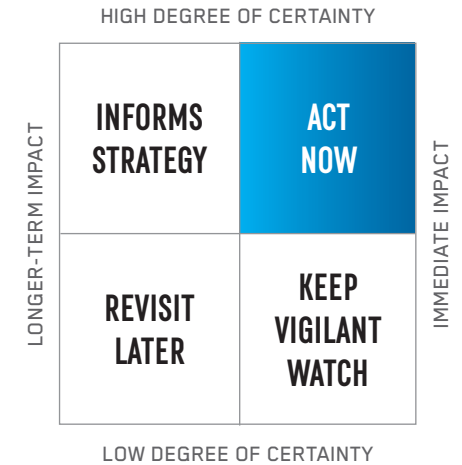 HIGH DEGREE OF CERTAINTY
LONGER-TERM IMPACT
INFORMS
STRATEGY
ACT
NOW
IMMEDIATE IMPACT
REVISIT
LATER
KEEP
VIGILANT
WATCH
LOW DEGREE OF CERTAINTY